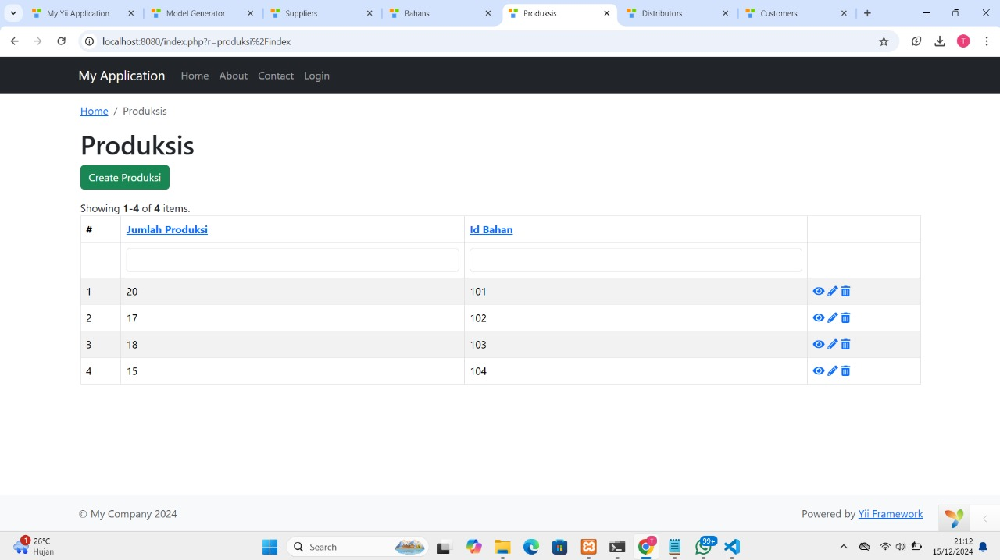 My Yii Application
Model Generator
Suppliers
Bahans
Produksis
Distributors
Customers
localhost:8080/index.php?r=produksi%2Findex
T
My Application
Home
About
Contact
Login
Home / Produksis
Produksis
Create Produksi
Showing 1-4 of 4 items.
# Jumlah Produksi Id Bahan
1 20 101
2 17 102
3 18 103
4 15 104
© My Company 2024
Powered by Yii Framework
1
26°C
Hujan
Search
T
99+
21:12
15/12/2024